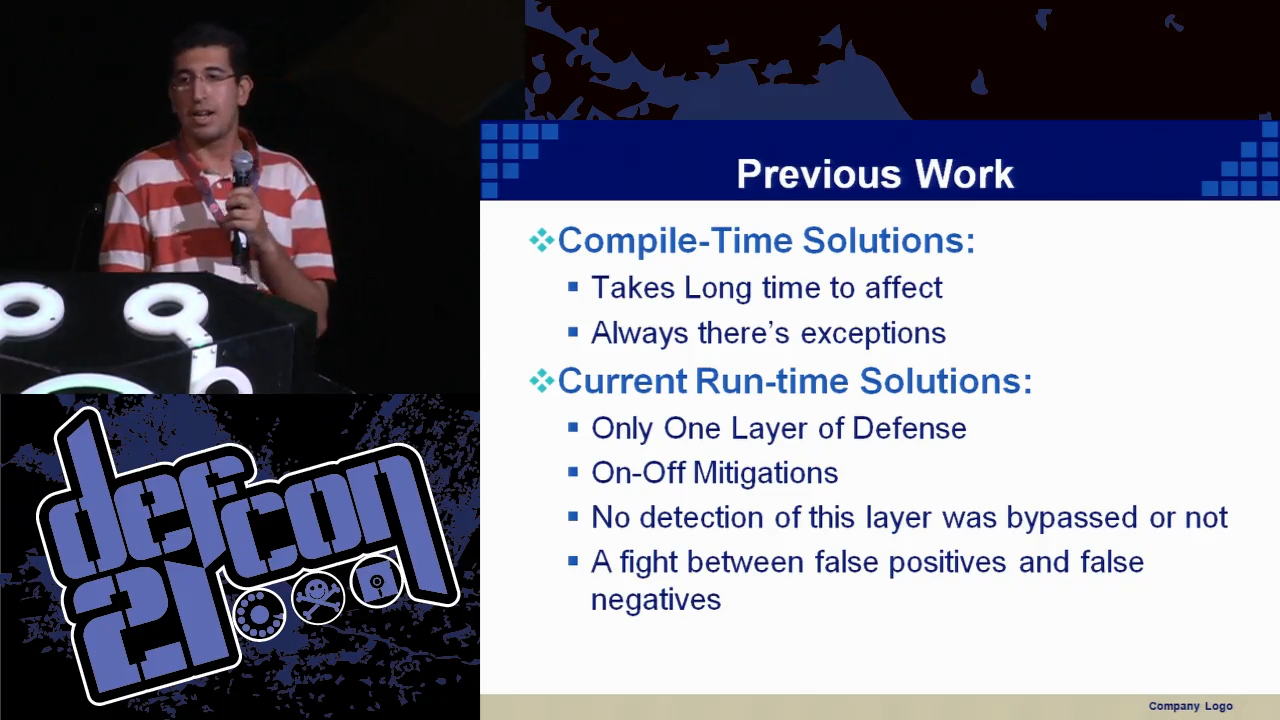 Previous Work
Compile-Time Solutions:
Takes Long time to affect
Always there's exceptions
Current Run-time Solutions:
Only One Layer of Defense
On-Off Mitigations
No detection of this layer was bypassed or not
A fight between false positives and false
negatives
defcon
21
Company Logo